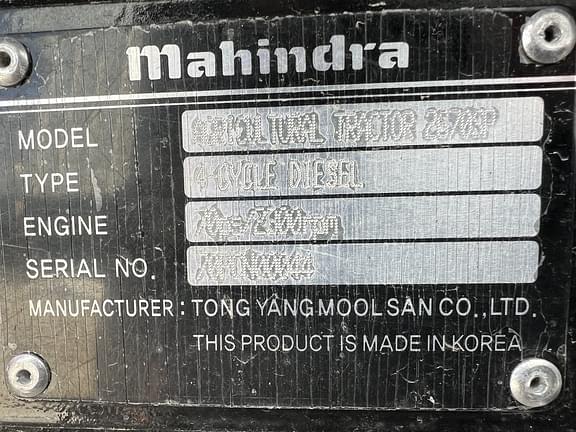 mahindra
MODEL AGRICULTURAL TRACTOR
TYPE 4-CYCLE DIESEL
ENGINE
SERIAL NO.
MANUFACTURER : TONG YANG MOOLSAN CO.,LTD.
THIS PRODUCT IS MADE IN KOREA